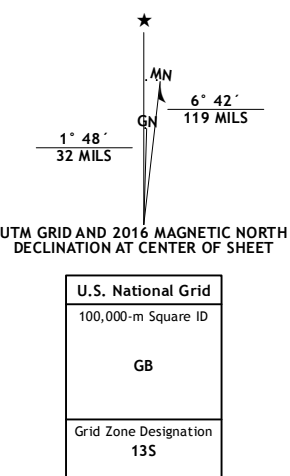 ★
MN
6° 42´
119 MILS
GN
1° 48´
32 MILS
UTM GRID AND 2016 MAGNETIC NORTH
DECLINATION AT CENTER OF SHEET
U.S. National Grid
100,000-m Square ID
GB
Grid Zone Designation
13S